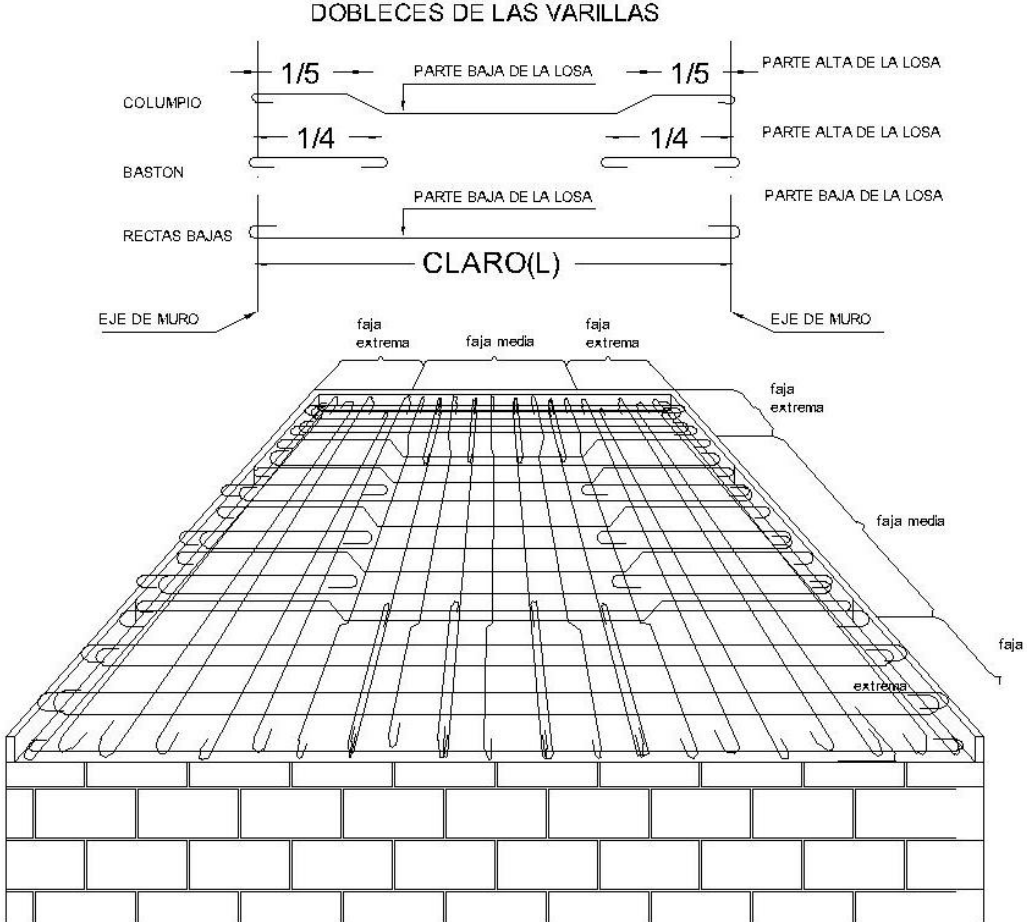 DOBLECES DE LAS VARILLAS
1/5
PARTE BAJA DE LA LOSA
1/5
PARTE ALTA DE LA LOSA
COLUMPIO
1/4
1/4
PARTE ALTA DE LA LOSA
BASTON
PARTE BAJA DE LA LOSA
PARTE BAJA DE LA LOSA
RECTAS BAJAS
CLARO(L)
EJE DE MURO
EJE DE MURO
faja
extrema
faja media
faja
extrema
faja
extrema
faja media
faja
extrema